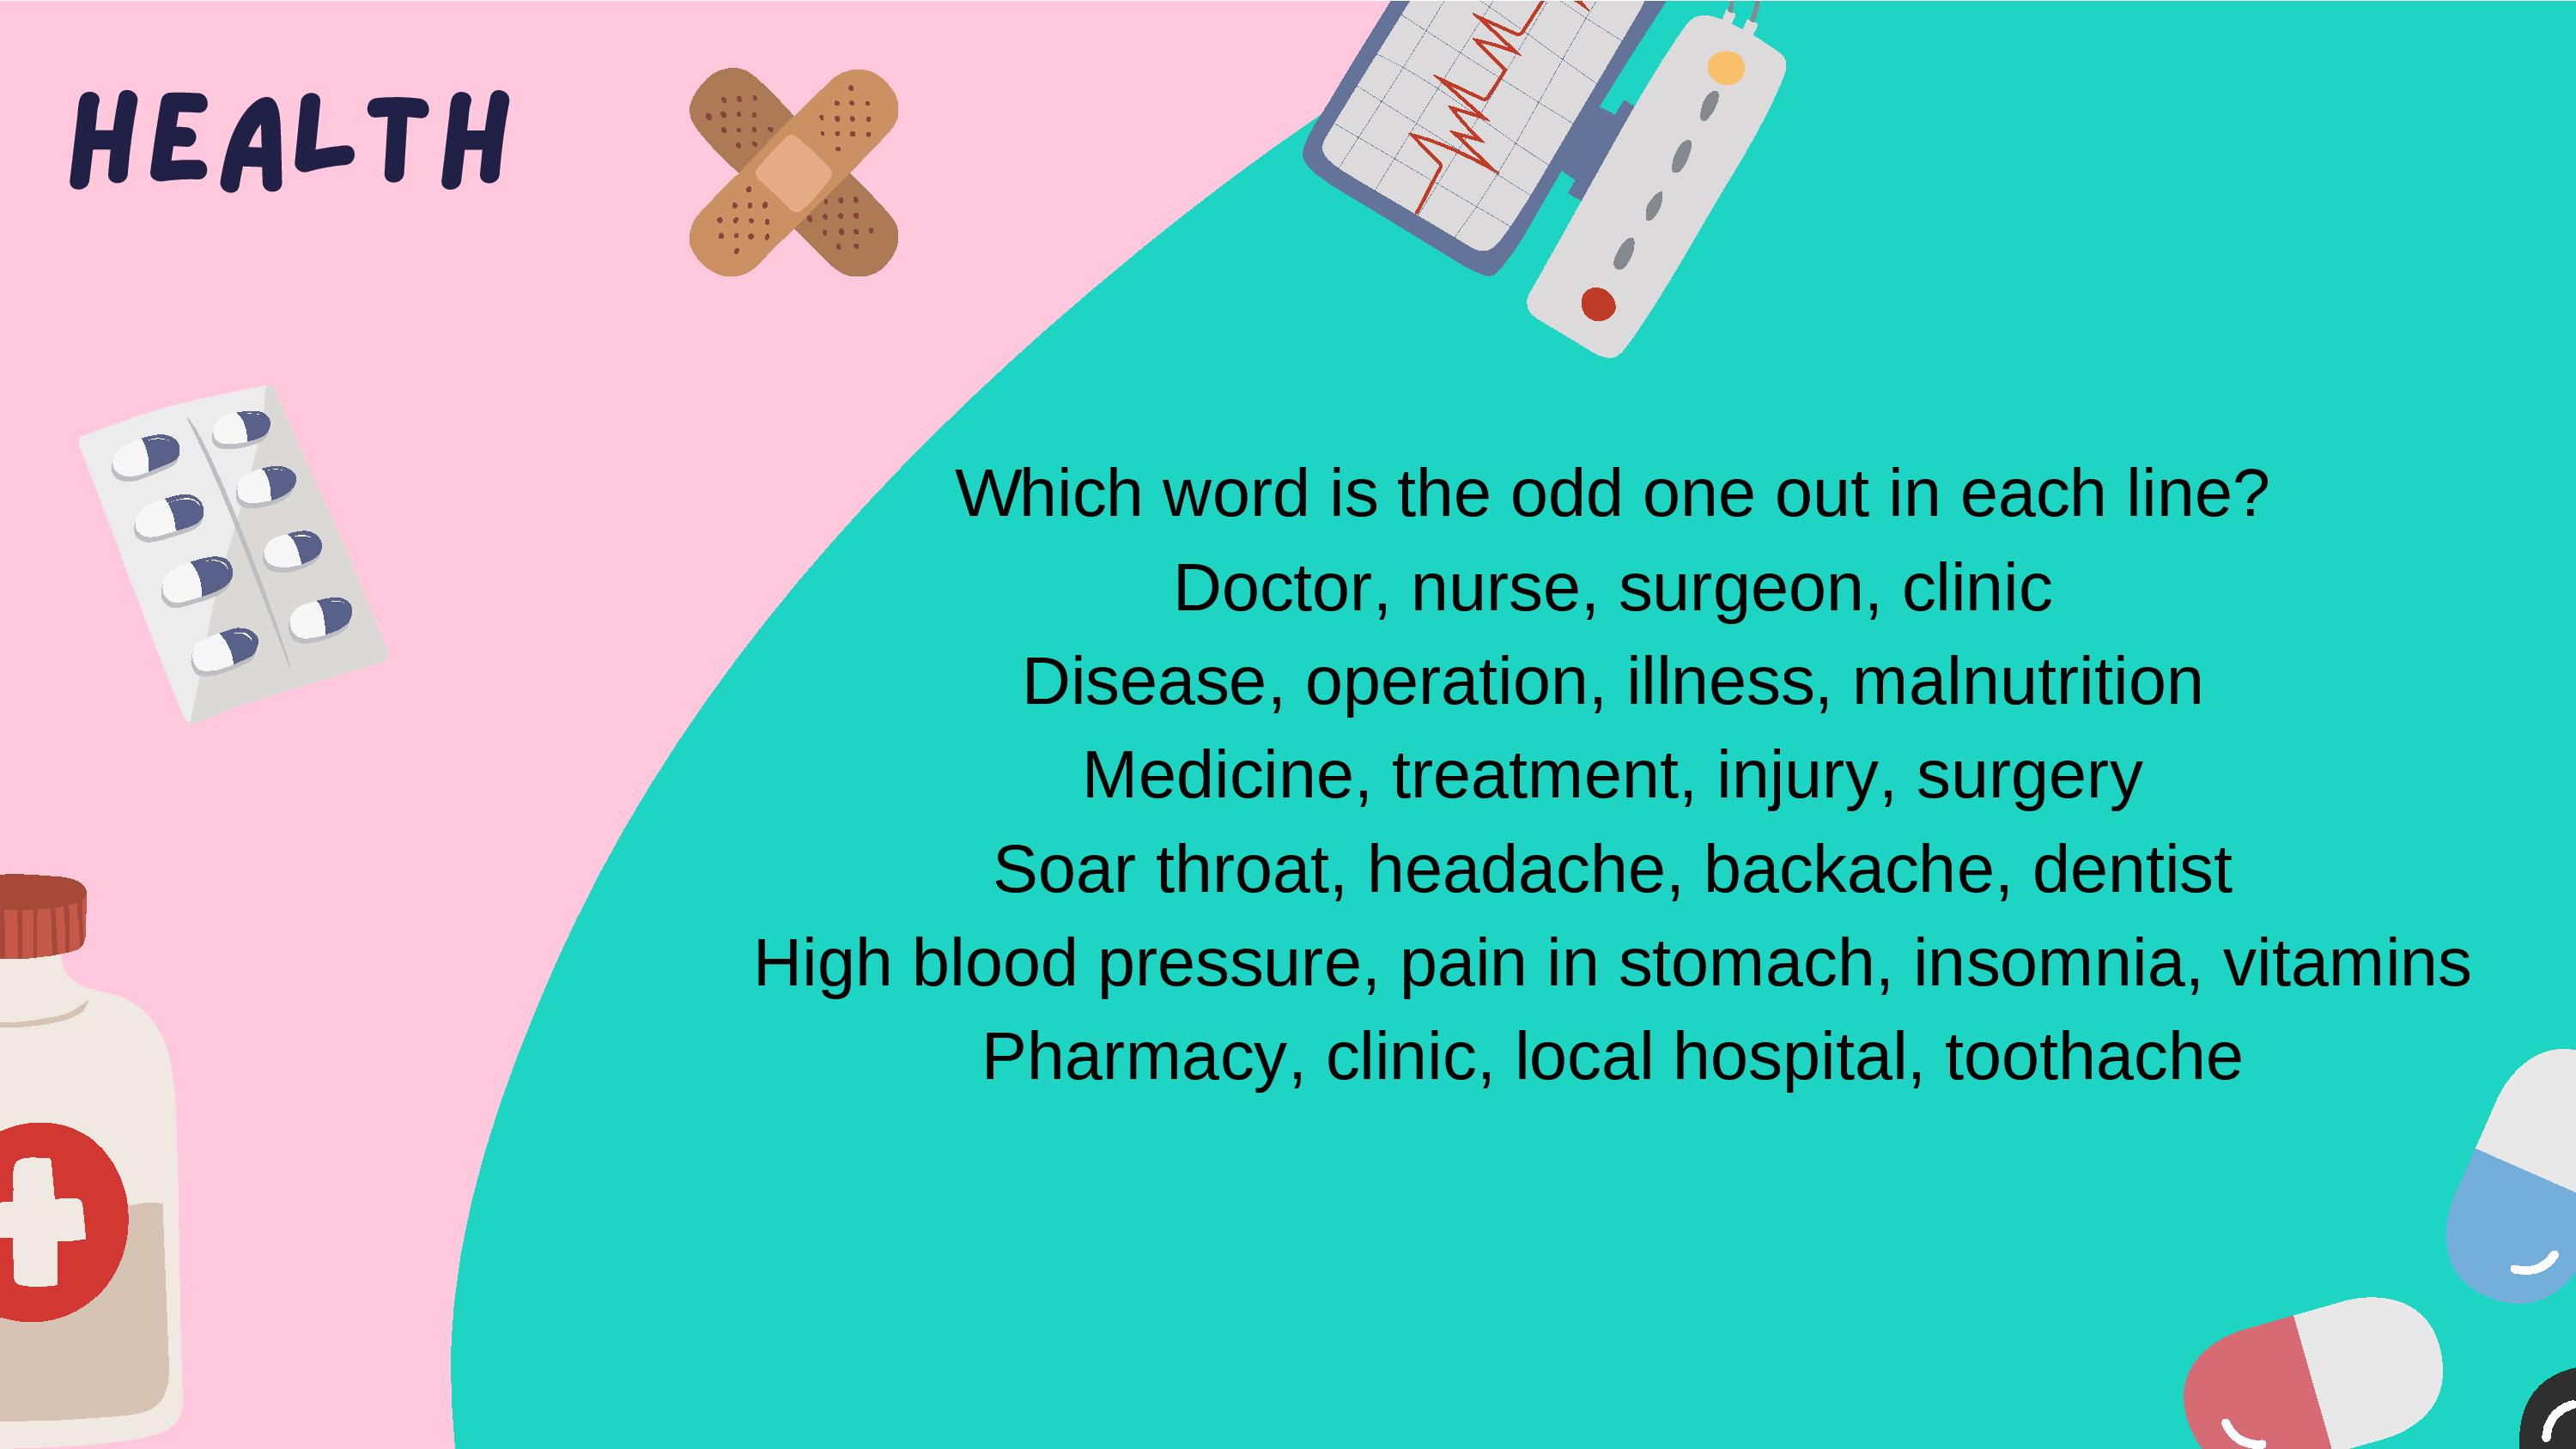 HEALTH
Which word is the odd one out in each line?
Doctor, nurse, surgeon, clinic
Disease, operation, illness, malnutrition
Medicine, treatment, injury, surgery
Soar throat, headache, backache, dentist
High blood pressure, pain in stomach, insomnia, vitamins
Pharmacy, clinic, local hospital, toothache